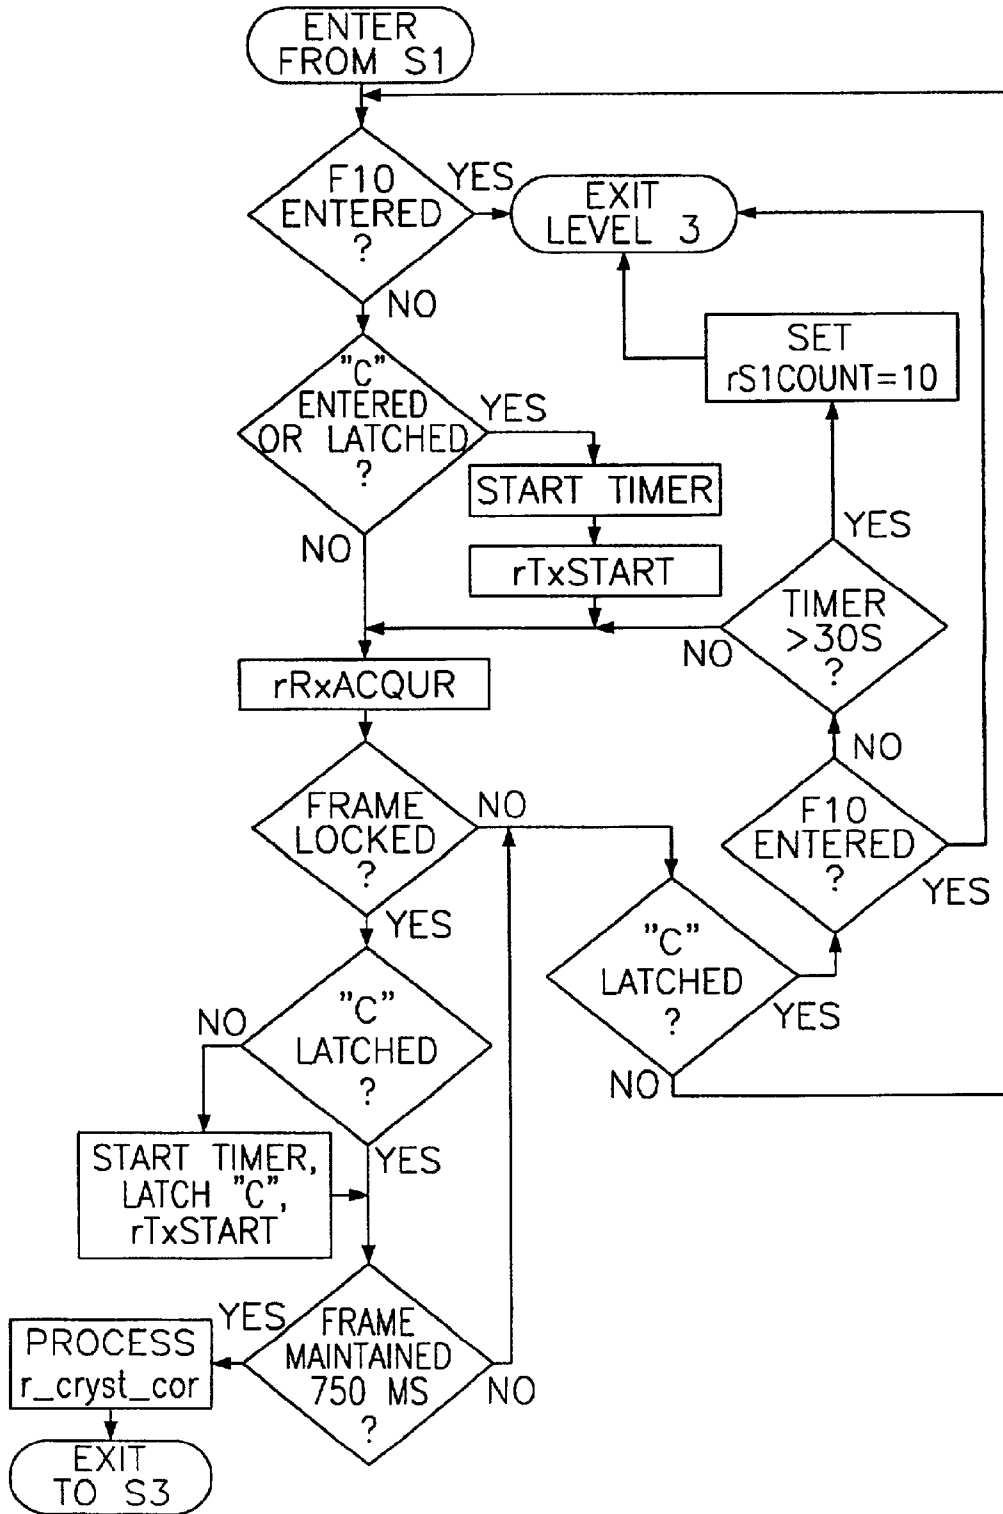 ENTER
FROM S1
F10
ENTERED
?
YES
EXIT
LEVEL 3
NO
"C"
ENTERED
OR LATCHED
?
YES
SET
rS1COUNT=10
START TIMER
rTxSTART
NO
YES
TIMER
>30S
?
NO
rRxACQUR
NO
F10
ENTERED
?
YES
FRAME
LOCKED
?
NO
YES
"C"
LATCHED
?
YES
NO
"C"
LATCHED
?
NO
YES
START TIMER,
LATCH "C",
rTxSTART
FRAME
MAINTAINED
750 MS
?
YES
NO
PROCESS
r_cryst_cor
EXIT
TO S3